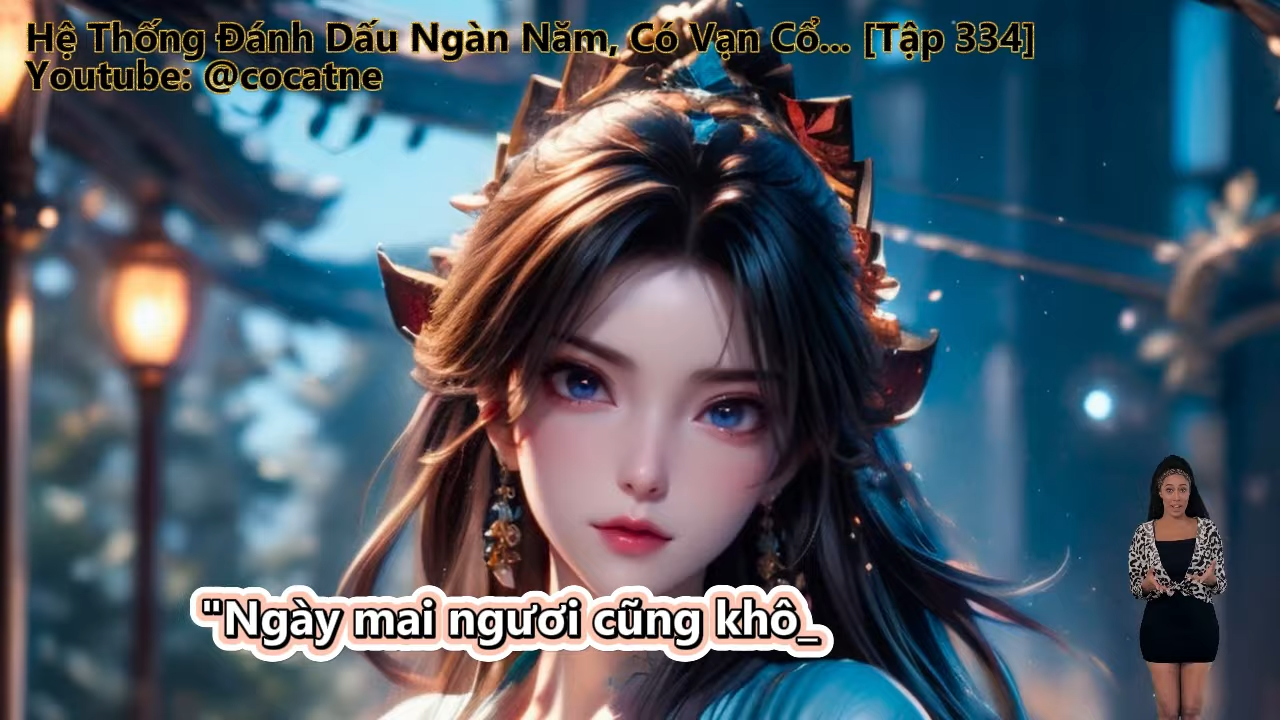 Hệ Thống Đánh Dấu Ngàn Năm, Có Vạn Cổ... [Tập 334]
Youtube: @cocatne
"Ngày mai ngươi cũng khô_